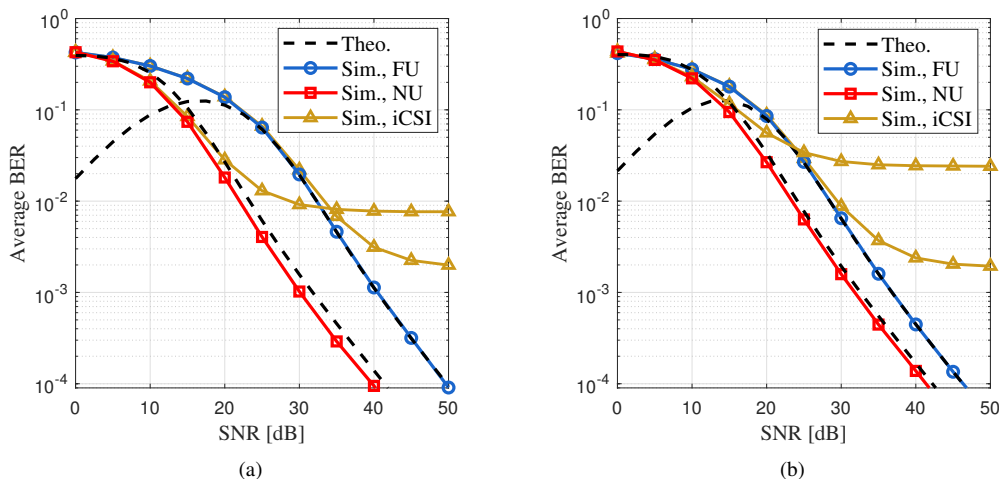 10^0
10^-1
10^-2
10^-3
10^-4
Average BER
0
10
20
30
40
50
SNR [dB]
Theo.
Sim., FU
Sim., NU
Sim., iCSI
(a)
10^0
10^-1
10^-2
10^-3
10^-4
Average BER
0
10
20
30
40
50
SNR [dB]
Theo.
Sim., FU
Sim., NU
Sim., iCSI
(b)